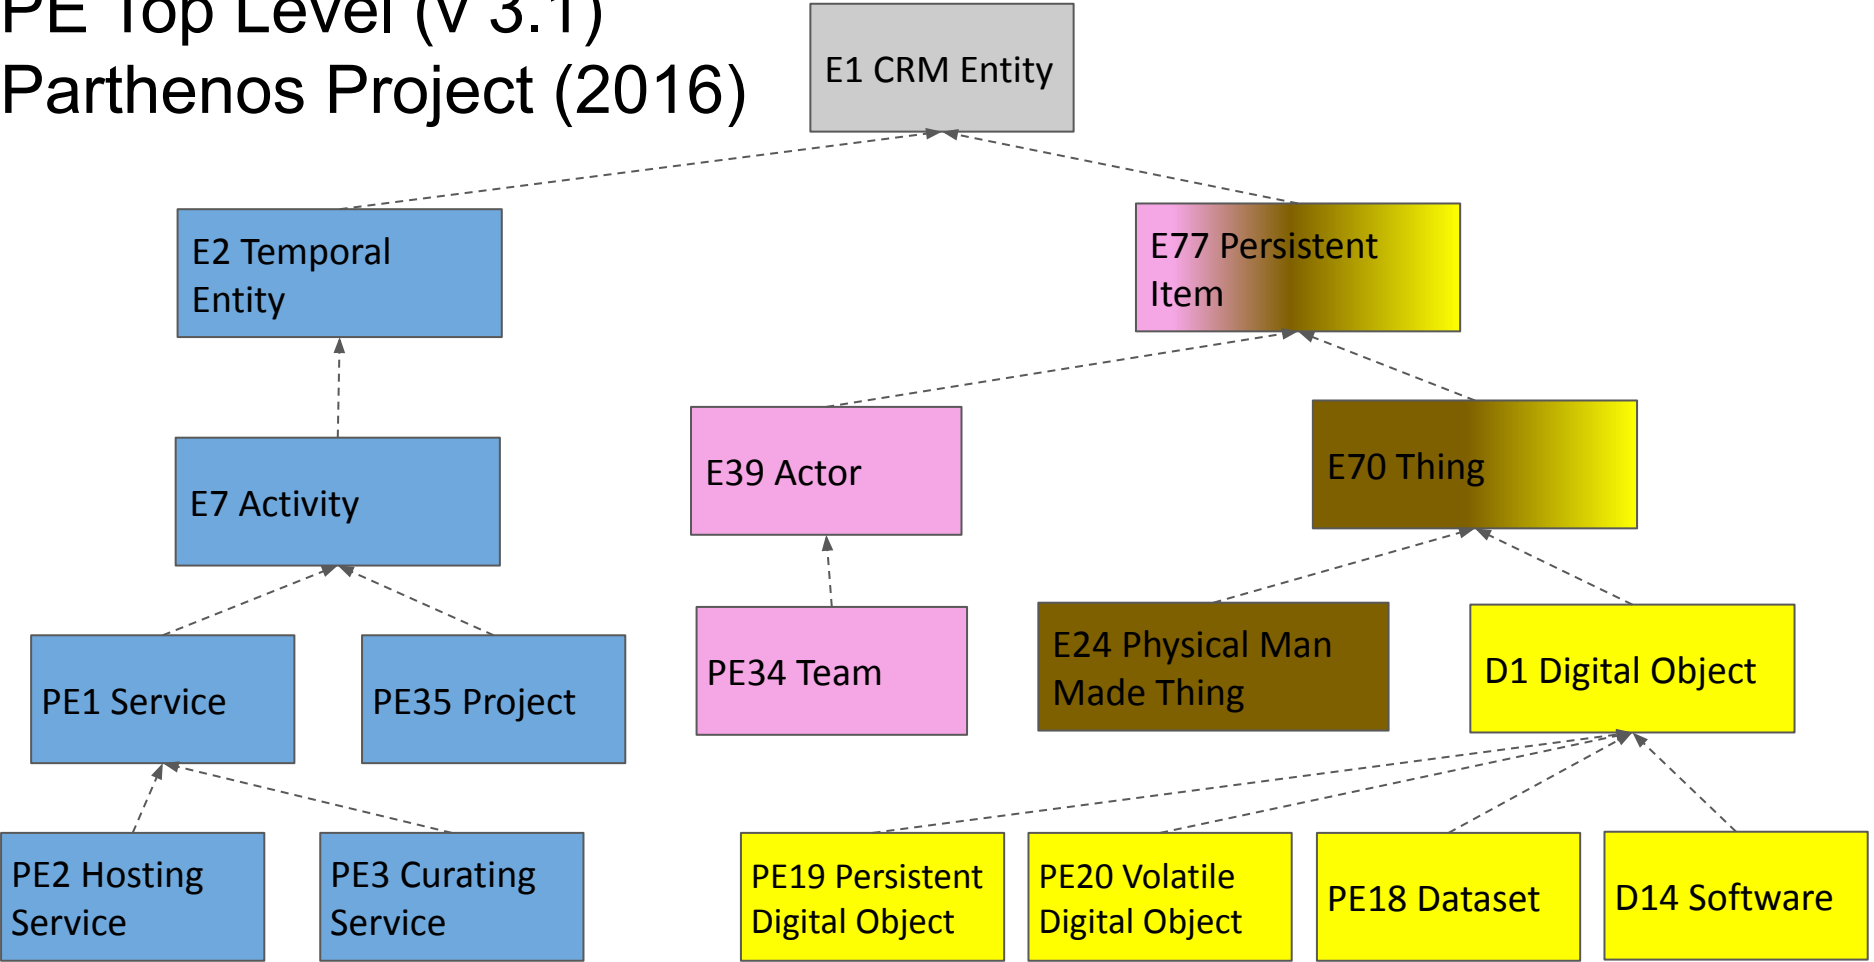 PE Top Level (v 3.1)
Parthenos Project (2016)
E1 CRM Entity
E2 Temporal
Entity
E77 Persistent
Item
E7 Activity
E39 Actor
E70 Thing
PE1 Service
PE35 Project
PE34 Team
E24 Physical Man
Made Thing
D1 Digital Object
PE2 Hosting
Service
PE3 Curating
Service
PE19 Persistent
Digital Object
PE20 Volatile
Digital Object
PE18 Dataset
D14 Software